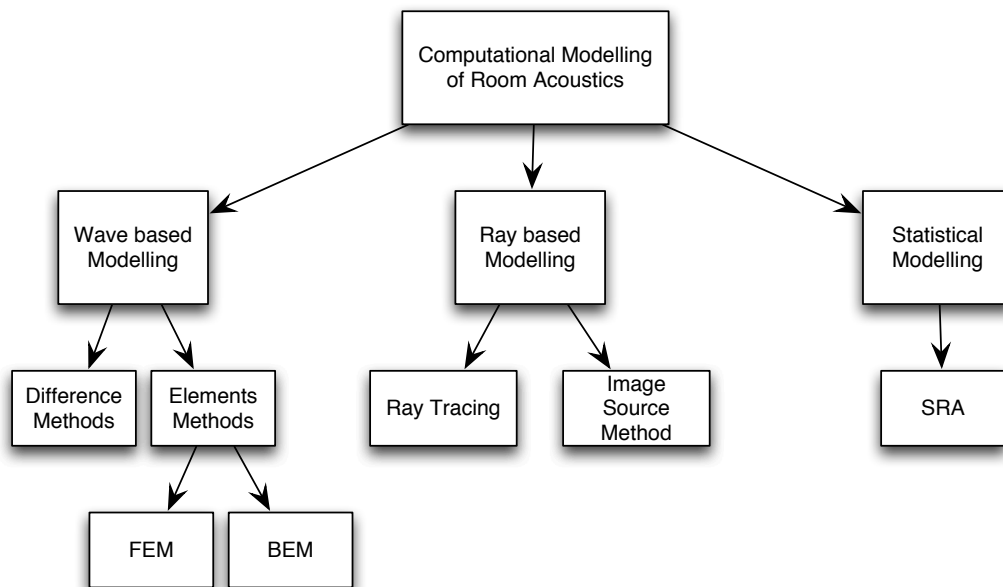 Computational Modelling
of Room Acoustics
Wave based
Modelling
Ray based
Modelling
Statistical
Modelling
Difference
Methods
Elements
Methods
Ray Tracing
Image
Source
Method
SRA
FEM
BEM